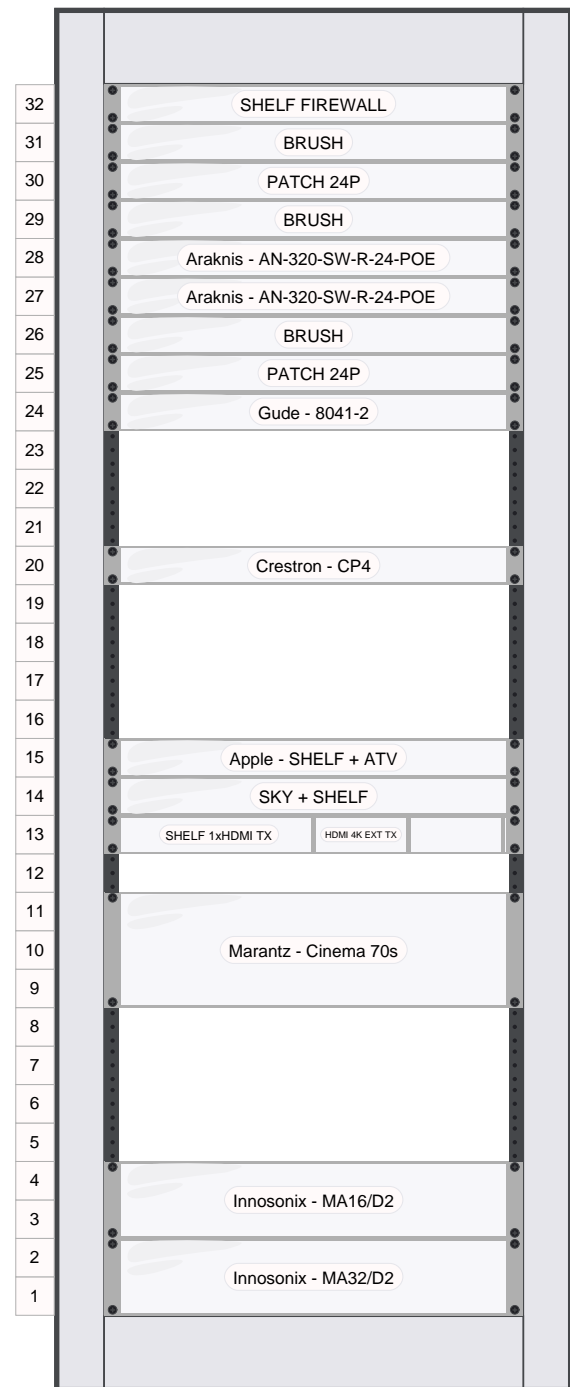 32 SHELF FIREWALL
31 BRUSH
30 PATCH 24P
29 BRUSH
28 Araknis - AN-320-SW-R-24-POE
27 Araknis - AN-320-SW-R-24-POE
26 BRUSH
25 PATCH 24P
24 Gude - 8041-2
23
22
21
20 Crestron - CP4
19
18
17
16
15 Apple - SHELF + ATV
14 SKY + SHELF
13 SHELF 1xHDMI TX HDMI 4K EXT TX
12
11
10 Marantz - Cinema 70s
9
8
7
6
5
4
Innosonix - MA16/D2
3
2
Innosonix - MA32/D2
1